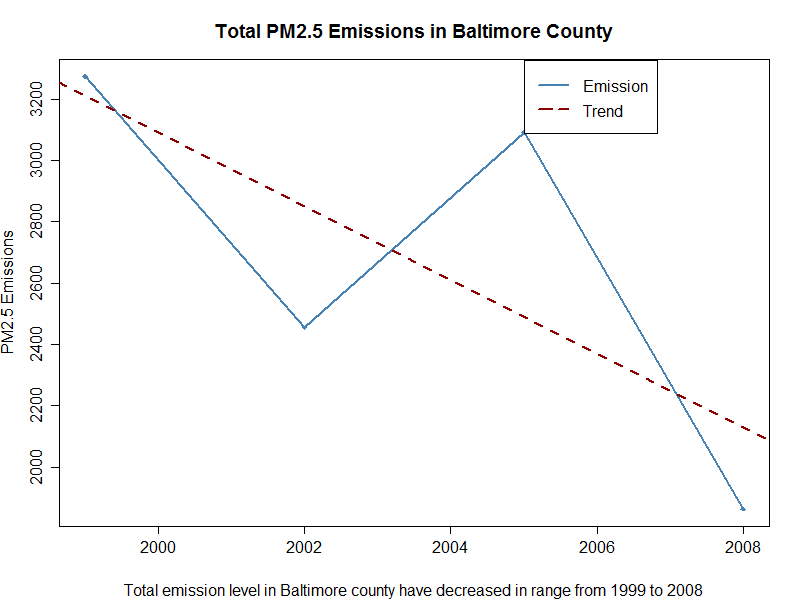 Total PM2.5 Emissions in Baltimore County
Emission
Trend
PM2.5 Emissions
3200
3000
2800
2600
2400
2200
2000
2000 2002 2004 2006 2008
Total emission level in Baltimore county have decreased in range from 1999 to 2008